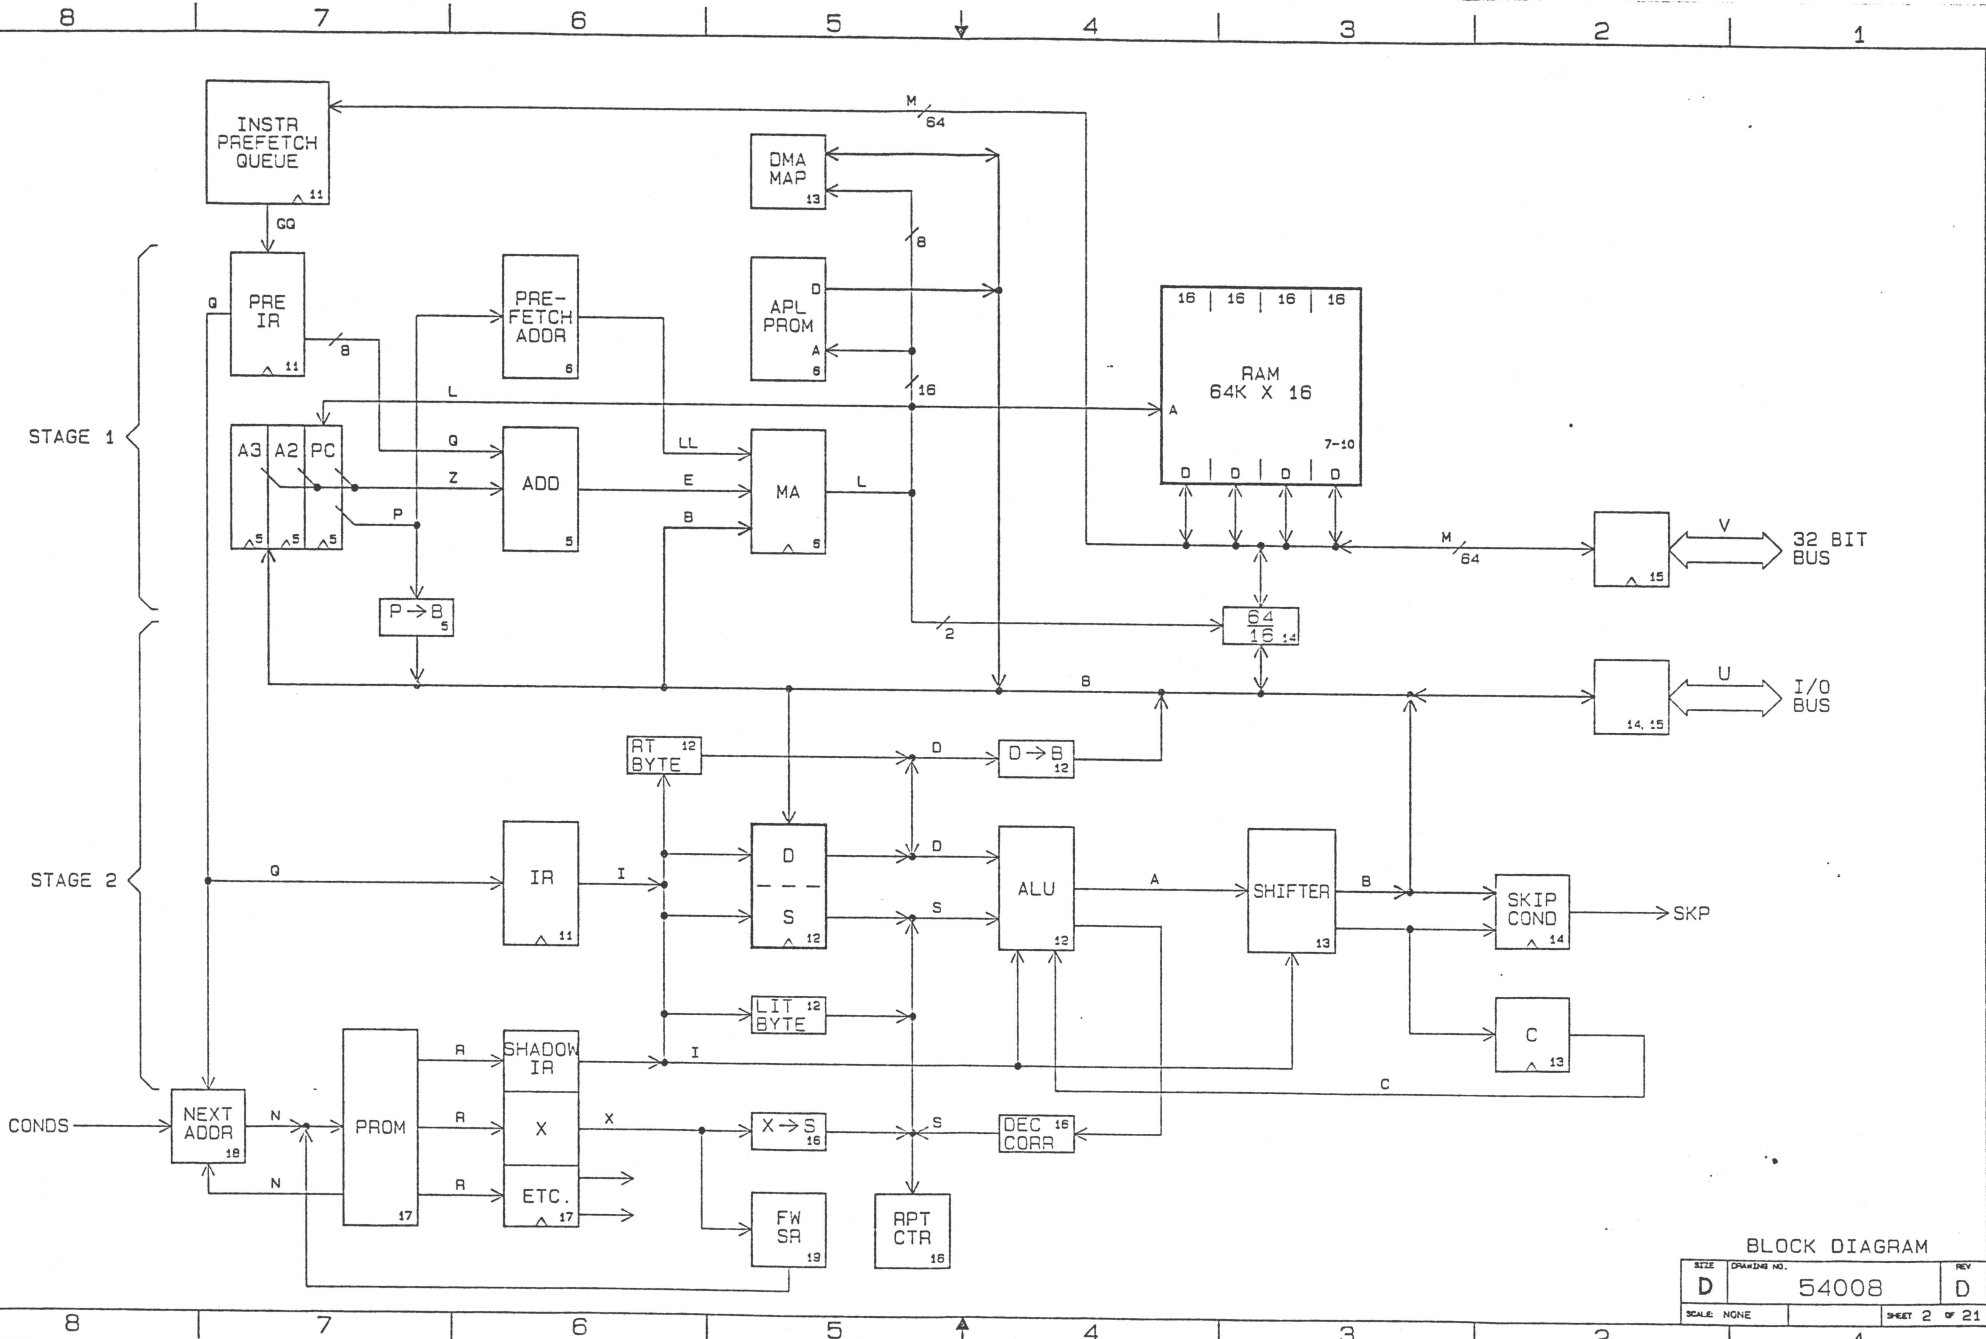 8 7 6 5 4 3 2 1
INSTR
PREFETCH
QUEUE
11
M
64
GQ
DMA
MAP
13
8
STAGE 1
Q
PRE
IR
11
8
PRE-
FETCH
ADDR
6
D
APL
PROM
A
6
16
L
16 16 16 16
RAM
64K X 16
A
7-10
D D D D
A3 A2 PC
5 5 5
Q
Z
P
ADD
5
LL
E
B
MA
6
L
M
64
15
V
32 BIT
BUS
P→B
5
2
64
16
14
B
14, 15
U
I/O
BUS
STAGE 2
RT
BYTE
12
D
D→B
12
Q
IR
11
I
D
S
12
D
S
ALU
12
A
SHIFTER
13
B
SKIP
COND
14
SKP
LIT
BYTE
12
I
C
13
C
CONDS
NEXT
ADDR
18
N
N
PROM
17
R
R
R
SHADOW
IR
X
ETC.
17
X
X→S
16
S
DEC
CORR
16
FW
SR
19
RPT
CTR
16
BLOCK DIAGRAM
SIZE
D
DRAWING NO.
54008
REV
D
SCALE: NONE
SHEET 2 OF 21
8 7 6 5 4 3 2 1